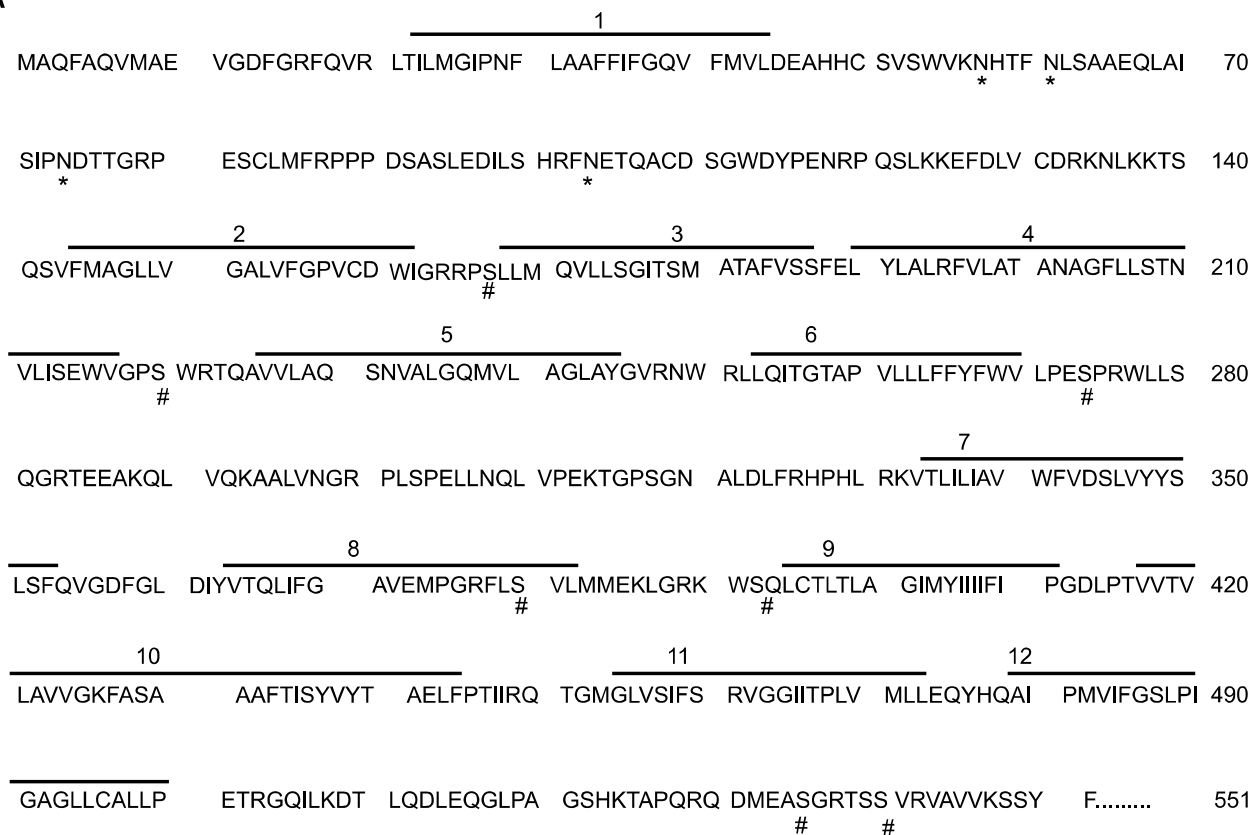 A
1
MAQFAQVMAE VGDFGRFQVR LTILMGIPNF LAAFFIFGQV FMVLDEAHHC SVSWVKNHTF NLSAAEQLAI 70
* *
SIPNDTTGRP ESCLMFRPPP DSASLEDILS HRFNETQACD SGWDYPENRP QSLKKEFDLV CDRKNLKKTS 140
* *
2 3 4
QSVFMAGLLV GALVFGPVCD WIGRRPSLLM QVLLSGITSM ATAFVSSFEL YLALRFVLAT ANAGFLLSTN 210
#
5 6
VLISEWVGPS WRTQAVVLAQ SNVALGQMVL AGLAYGVRNW RLLQITGTAP VLLLFFYFWV LPESPRWLLS 280
# #
7
QGRTEEAKQL VQKAALVNGR PLSPELLNQL VPEKTGPSGN ALDLFRHPHL RKVTLILIAV WFVDSLVYYS 350
8 9
LSFQVGDFGL DIYVTQLIFG AVEMPGRFLS VLMMEKLGRK WSQLCTLTLA GIMYIIIIFI PGDLPTVVTV 420
# #
10 11 12
LAVVGKFASA AAFTISYVYT AELFPTIIRQ TGMGLVSIFS RVGGIITPLV MLLEQYHQAI PMVIFGSLPI 490
GAGLLCALLP ETRGQILKDT LQDLEQGLPA GSHKTAPQRQ DMEASGRTSS VRVAVVKSSY F......... 551
# #